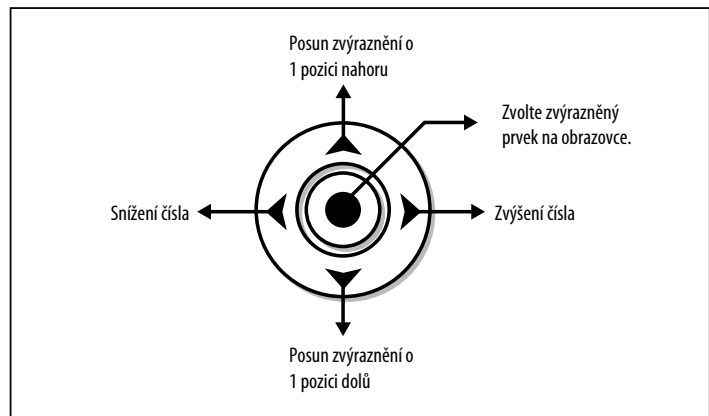 Posun zvýraznění o
1 pozici nahoru
Zvolte zvýrazněný
prvek na obrazovce.
Snížení čísla
Zvýšení čísla
Posun zvýraznění o
1 pozici dolů